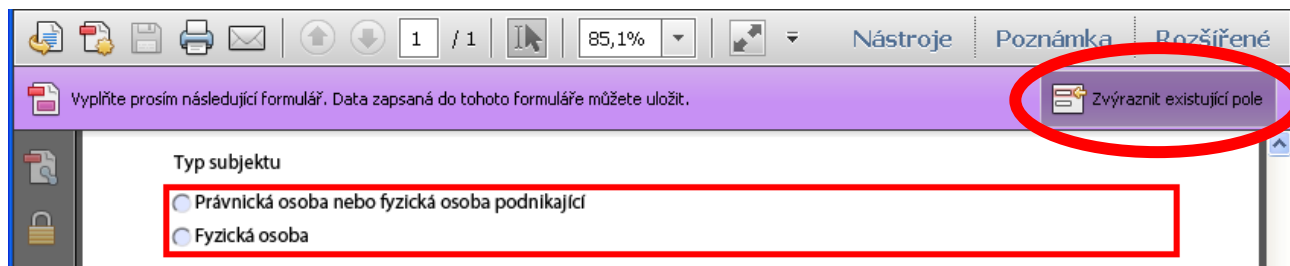 1 / 1 85,1% Nástroje Poznámka Rozšířené
Vyplňte prosím následující formulář. Data zapsaná do tohoto formuláře můžete uložit. Zvýraznit existující pole
Typ subjektu
Právnická osoba nebo fyzická osoba podnikající
Fyzická osoba